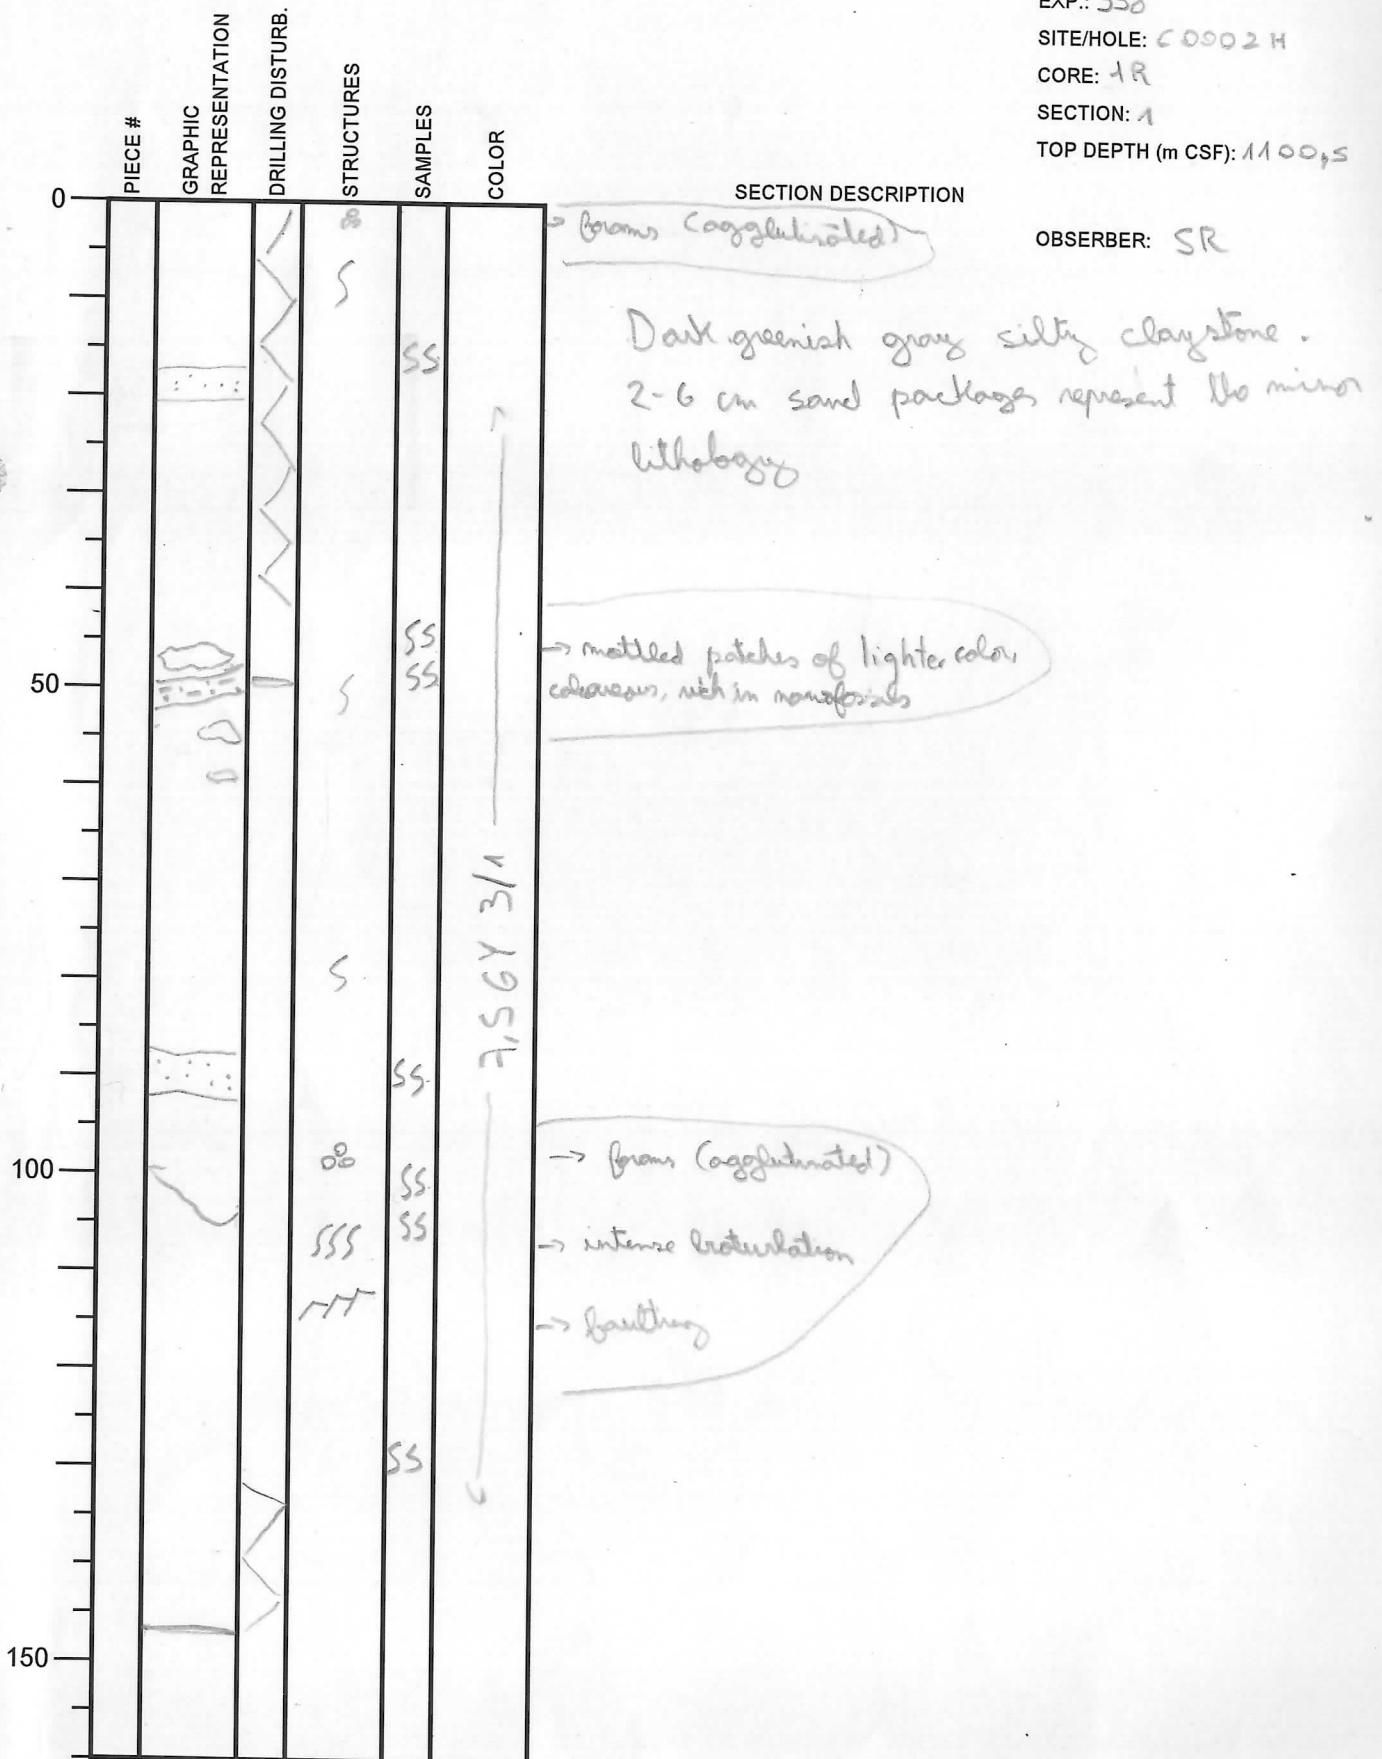 EXP.: 338
SITE/HOLE: C0002H
CORE: 1R
SECTION: 1
TOP DEPTH (m CSF): 1100,5
OBSERBER: SR
PIECE #
GRAPHIC
REPRESENTATION
DRILLING DISTURB.
STRUCTURES
SAMPLES
COLOR
SECTION DESCRIPTION
0
→ forams (agglutinated)
Dark greenish gray silty claystone.
2-6 cm sand packages represent the minor
lithology
SS
SS
→ mottled patches of lighter colour
50
SS
calcareous, rich in nanofossils
7,5GY 3/1
SS
100
→ forams (agglutinated)
SS
SS
→ intense bioturbation
→ faulting
SS
150